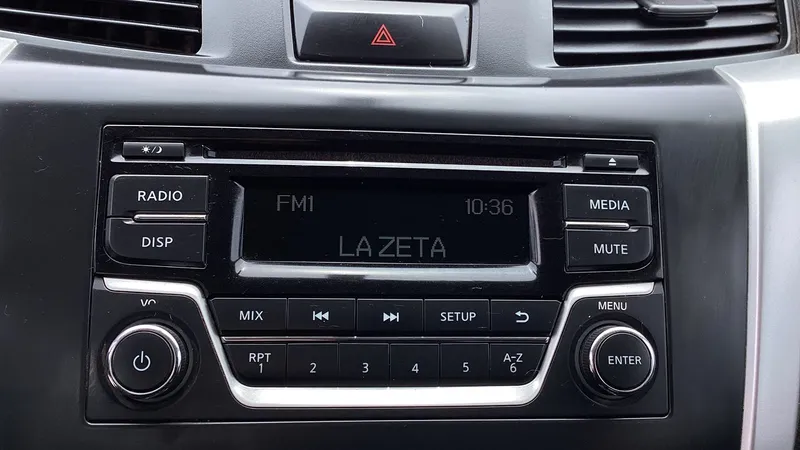 RADIO
DISP
FM1
10:36
LA ZETA
MEDIA
MUTE
MIX
SETUP
MENU
RPT
1
2
3
4
5
A-Z
6
ENTER